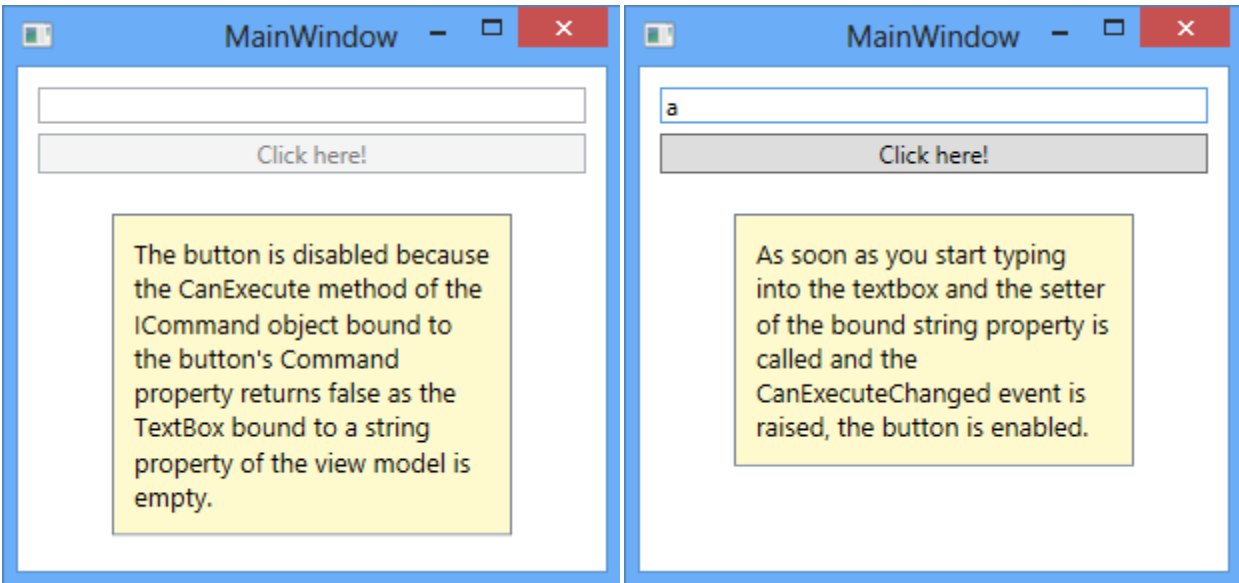 MainWindow
Click here!
The button is disabled because
the CanExecute method of the
ICommand object bound to
the button's Command
property returns false as the
TextBox bound to a string
property of the view model is
empty.
MainWindow
a
Click here!
As soon as you start typing
into the textbox and the setter
of the bound string property is
called and the
CanExecuteChanged event is
raised, the button is enabled.